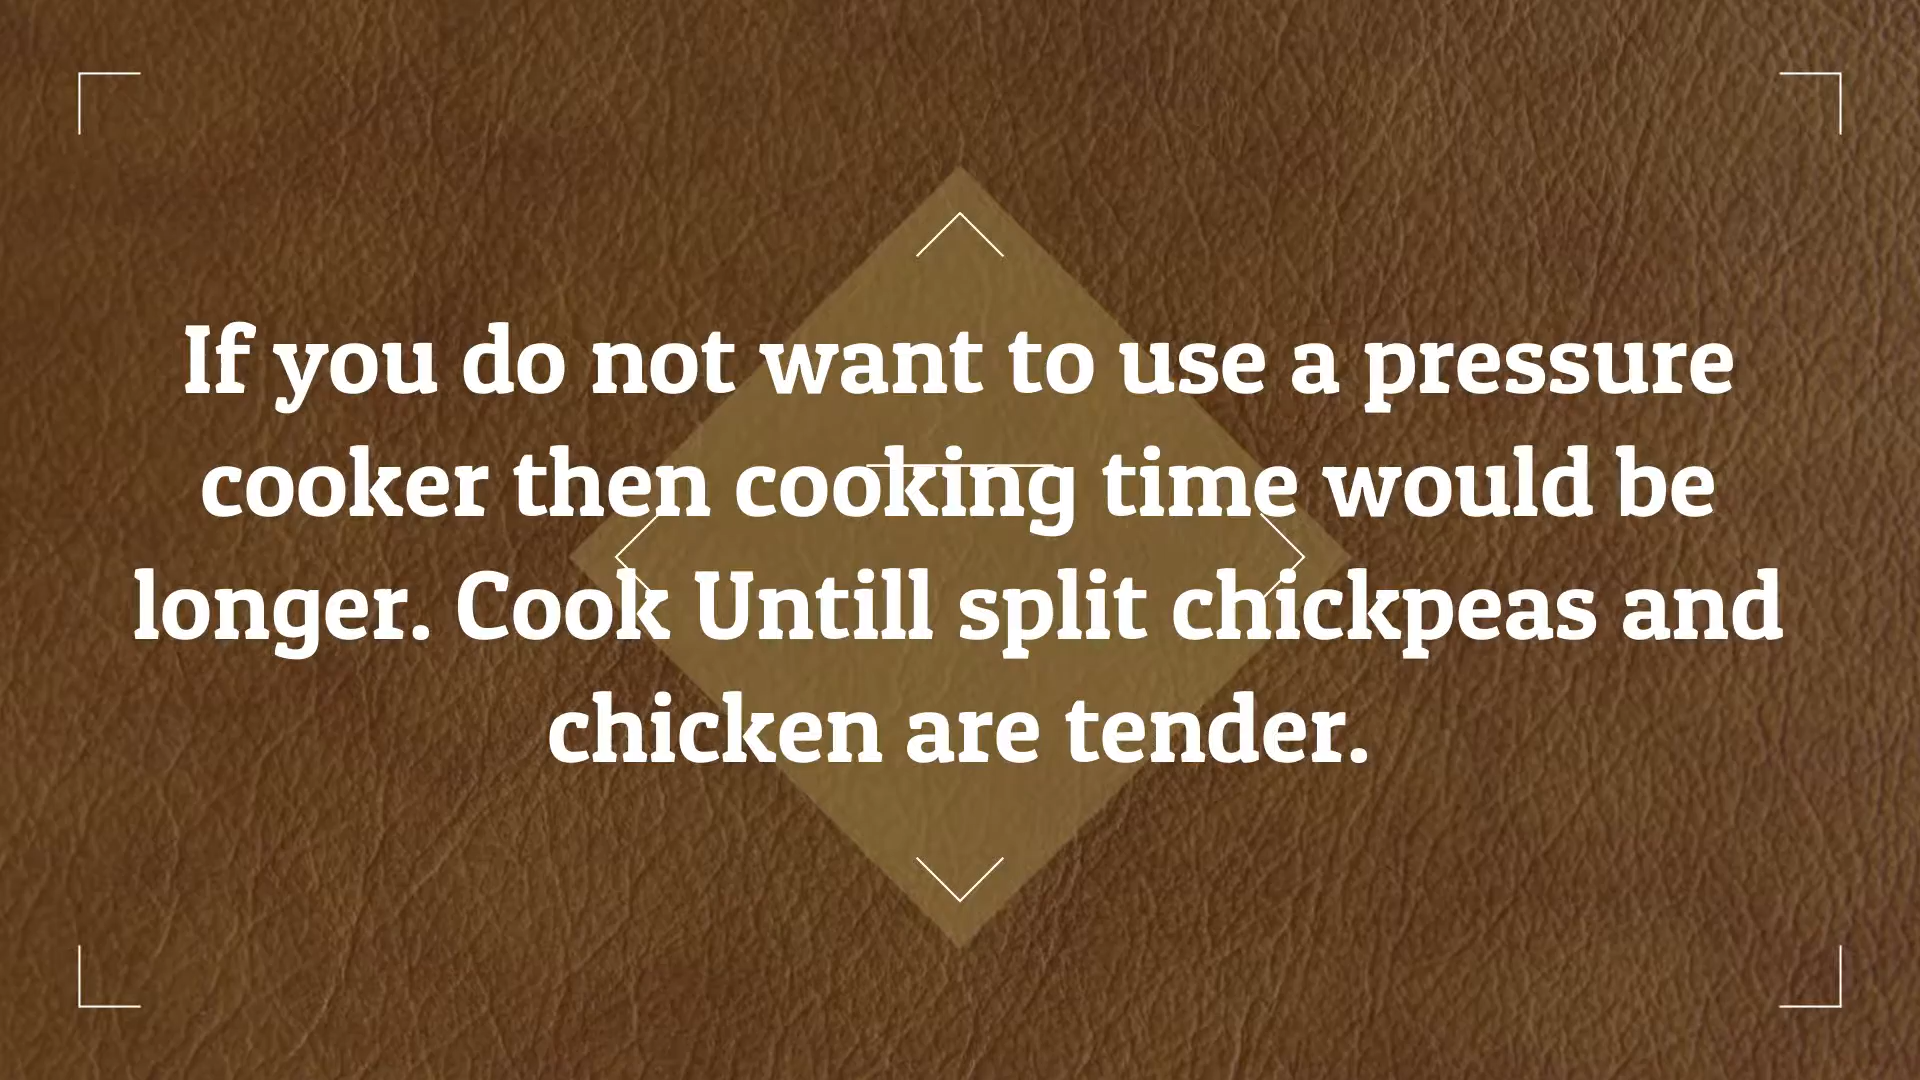 If you do not want to use a pressure
cooker then cooking time would be
longer. Cook Untill split chickpeas and
chicken are tender.